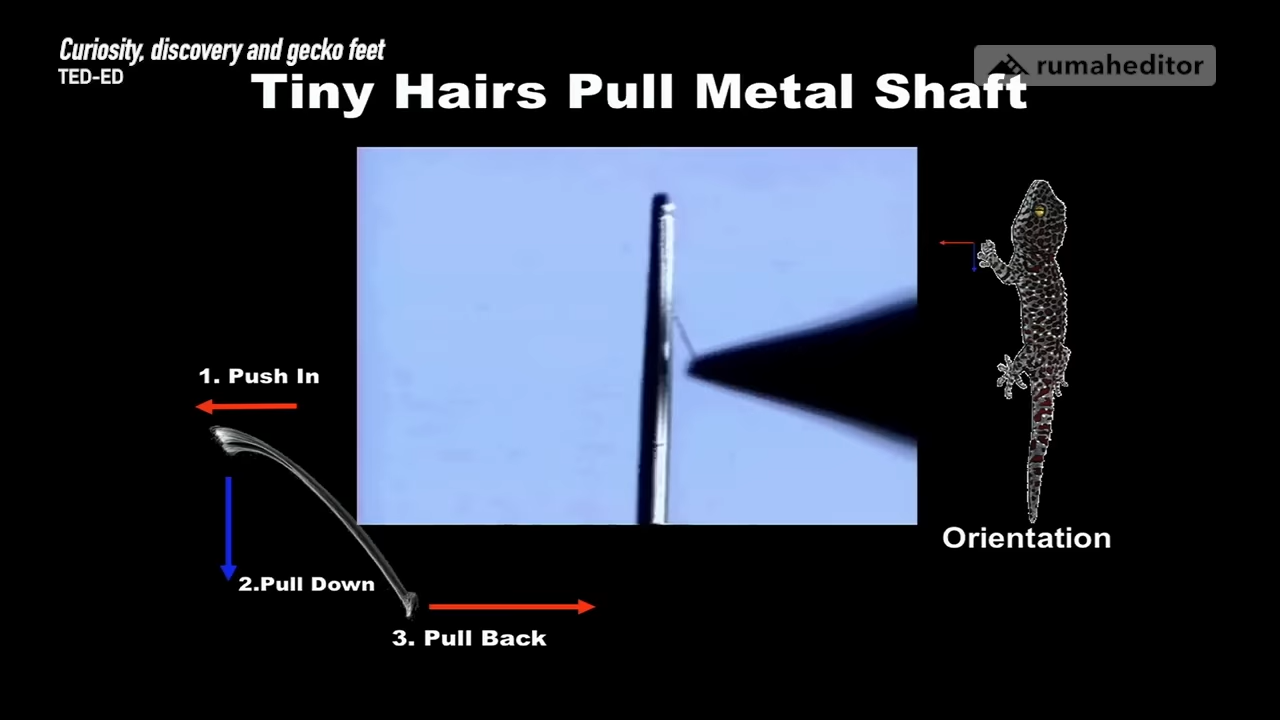 Curiosity, discovery and gecko feet
TED-ED
rumaheditor
Tiny Hairs Pull Metal Shaft
1. Push In
2.Pull Down
3. Pull Back
Orientation